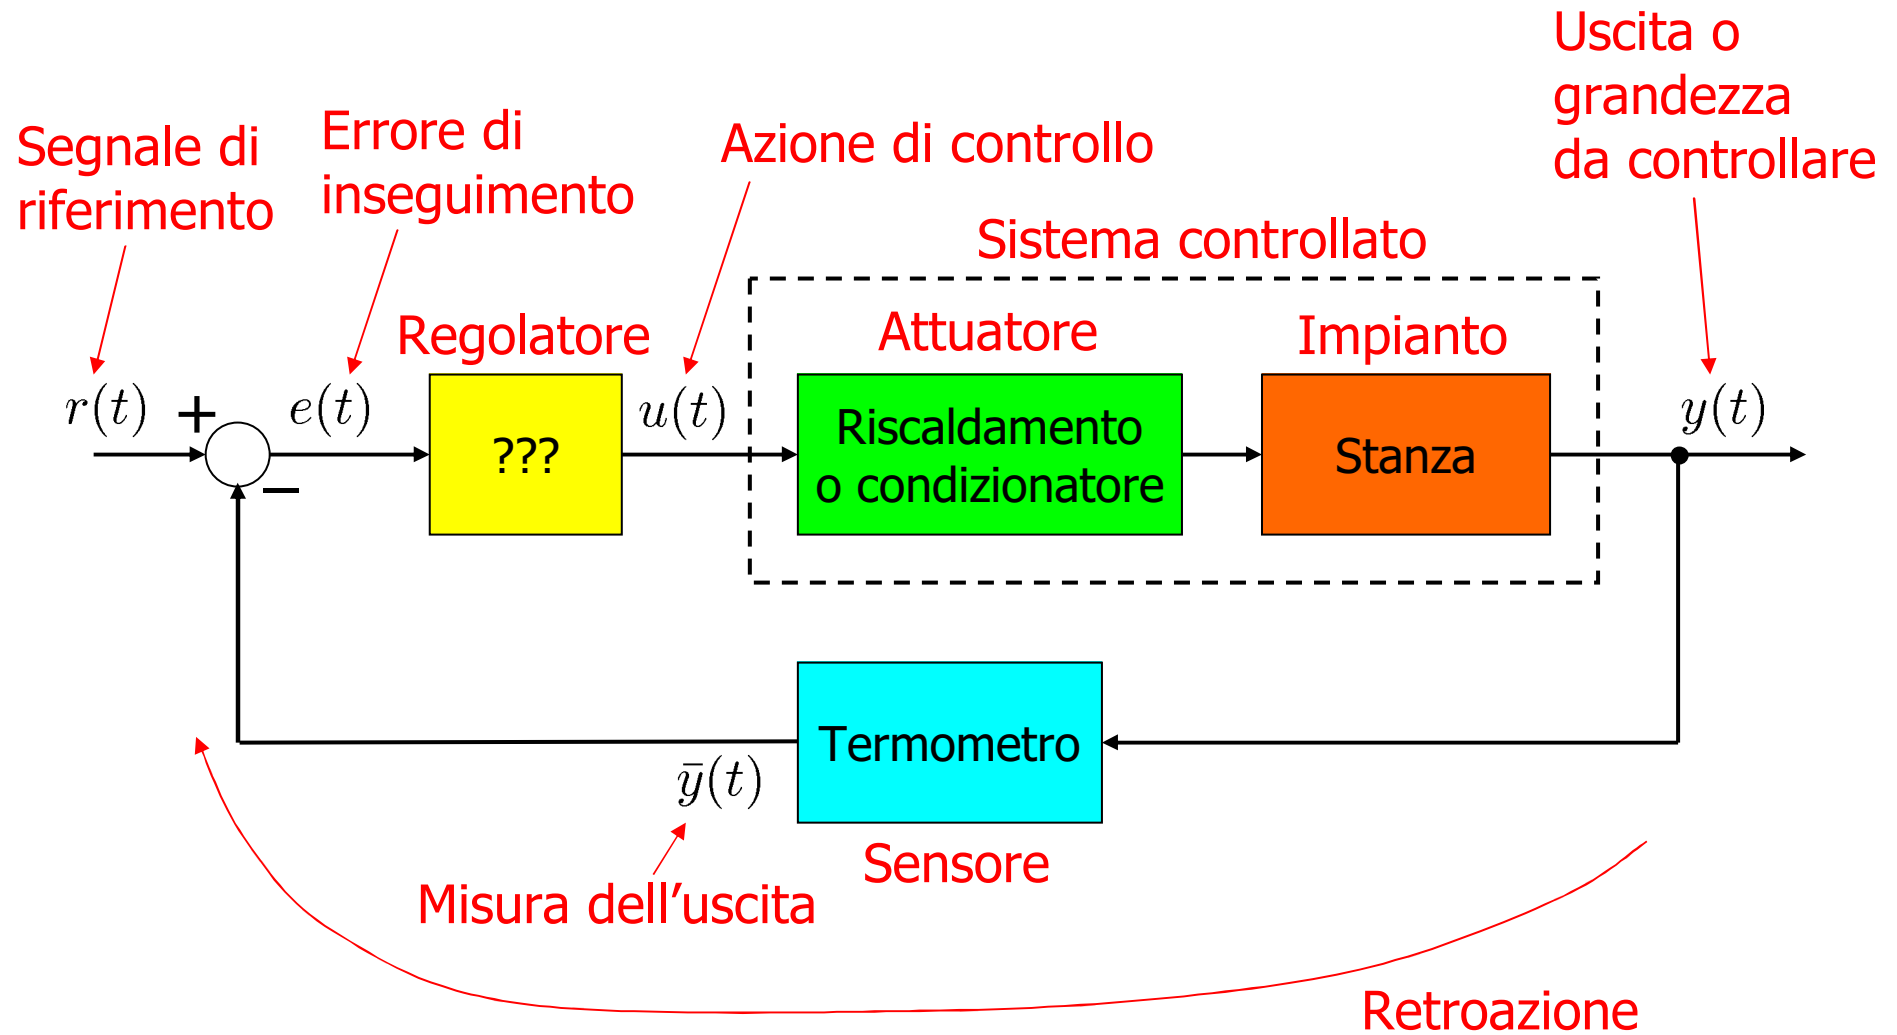 Uscita o
grandezza
da controllare
Segnale di
riferimento
Errore di
inseguimento
Azione di controllo
Sistema controllato
Regolatore
Attuatore
Impianto
r(t)
+
e(t)
???
u(t)
Riscaldamento
o condizionatore
Stanza
y(t)
−
Termometro
ȳ(t)
Sensore
Misura dell’uscita
Retroazione